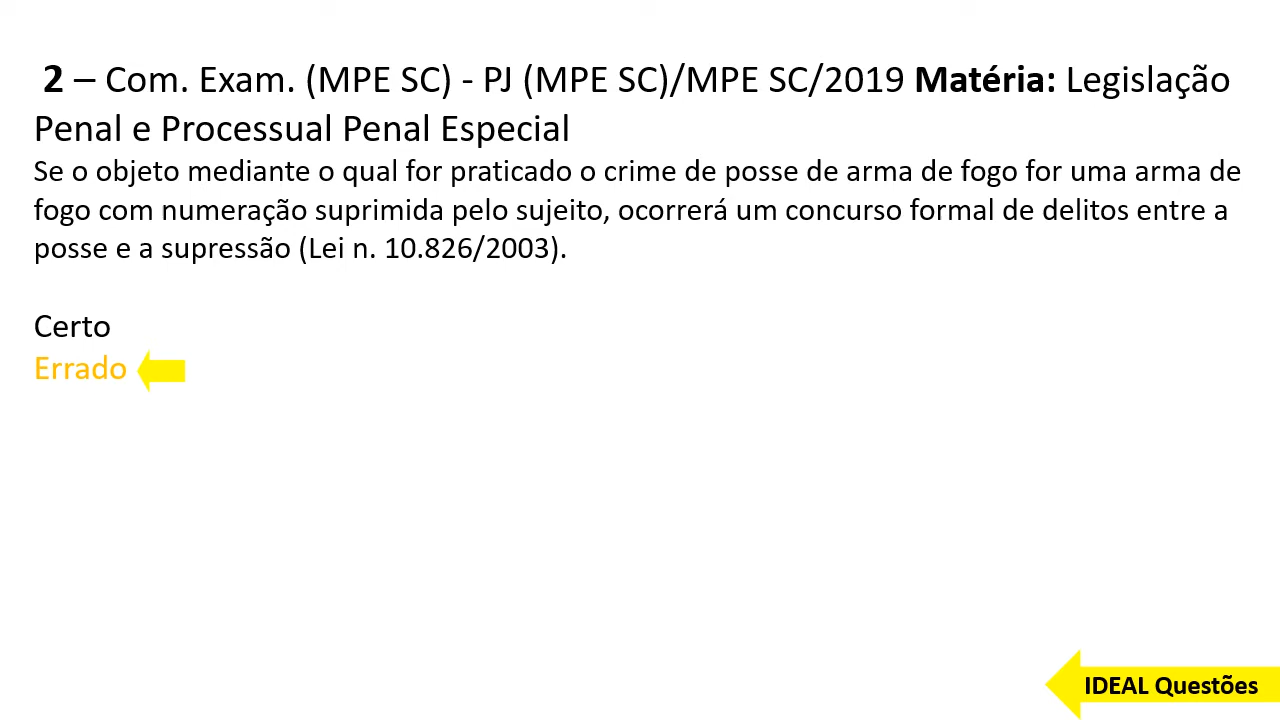 2 – Com. Exam. (MPE SC) - PJ (MPE SC)/MPE SC/2019 Matéria: Legislação
Penal e Processual Penal Especial
Se o objeto mediante o qual for praticado o crime de posse de arma de fogo for uma arma de
fogo com numeração suprimida pelo sujeito, ocorrerá um concurso formal de delitos entre a
posse e a supressão (Lei n. 10.826/2003).
Certo
Errado
IDEAL Questões